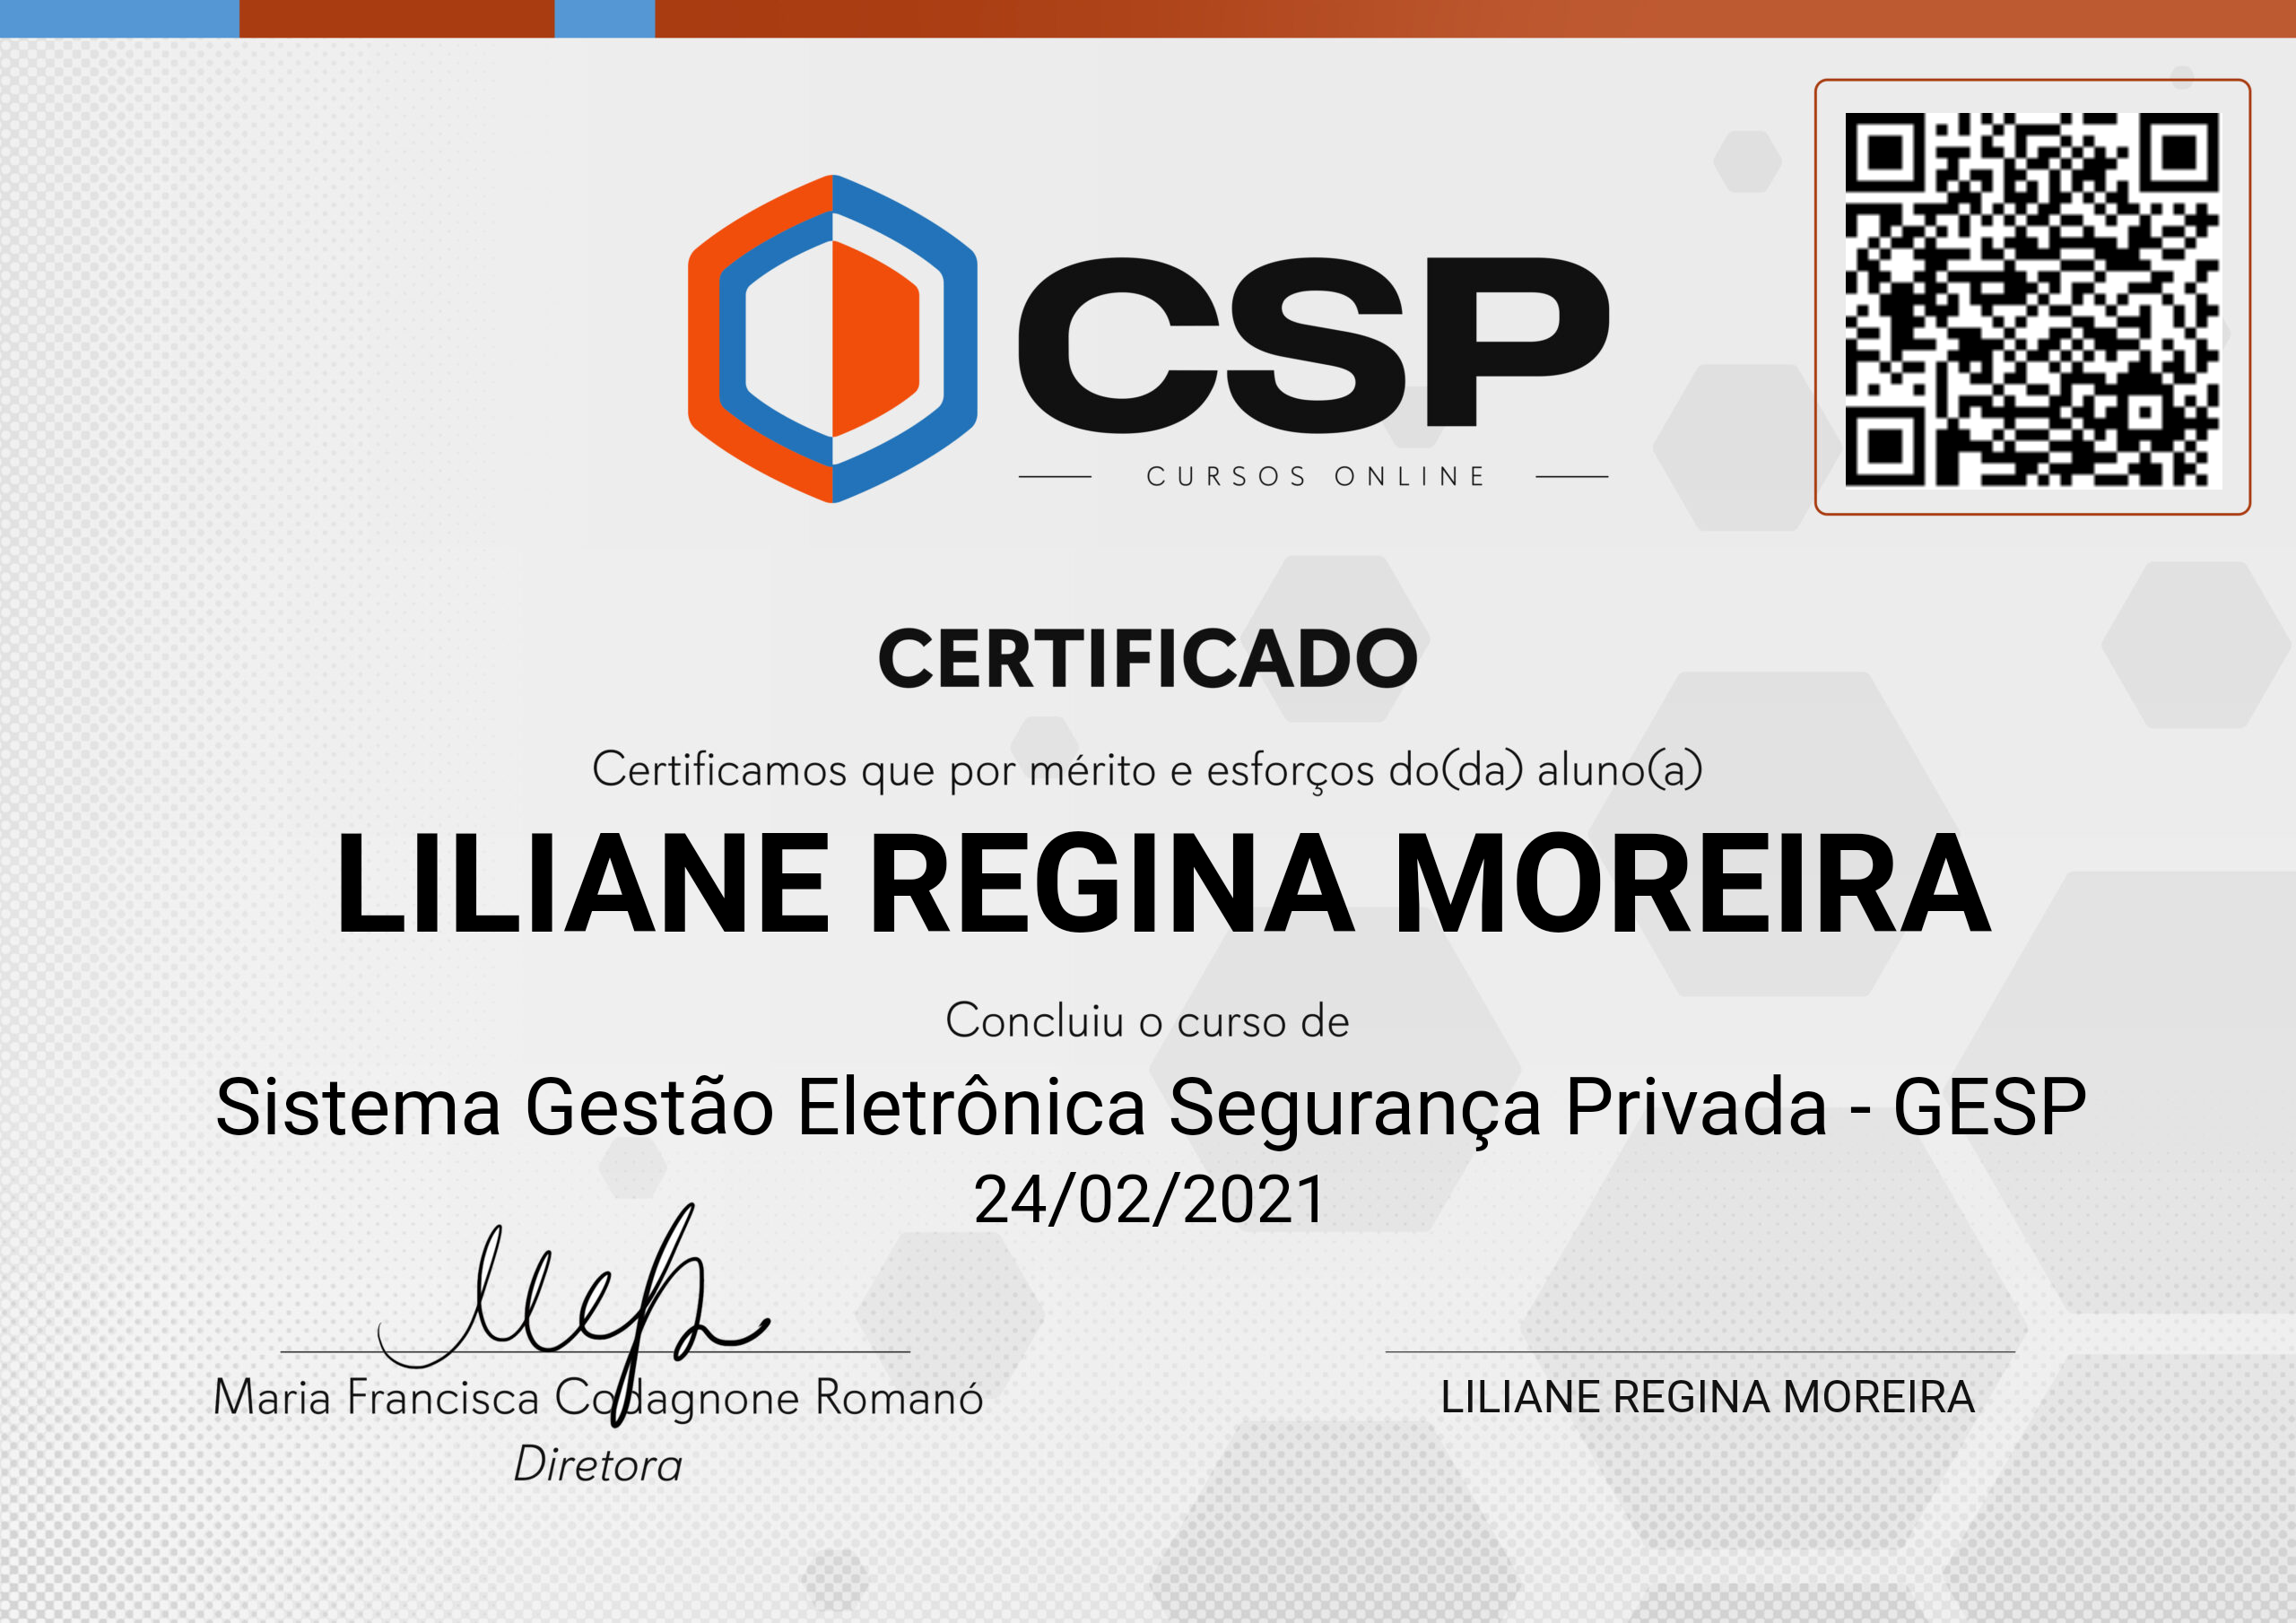 CSP
CURSOS ONLINE
CERTIFICADO
Certificamos que por mérito e esforços do(da) aluno(a)
LILIANE REGINA MOREIRA
Concluiu o curso de
Sistema Gestão Eletrônica Segurança Privada - GESP
24/02/2021
Maria Francisca Codagnone Romanó
Diretora
LILIANE REGINA MOREIRA